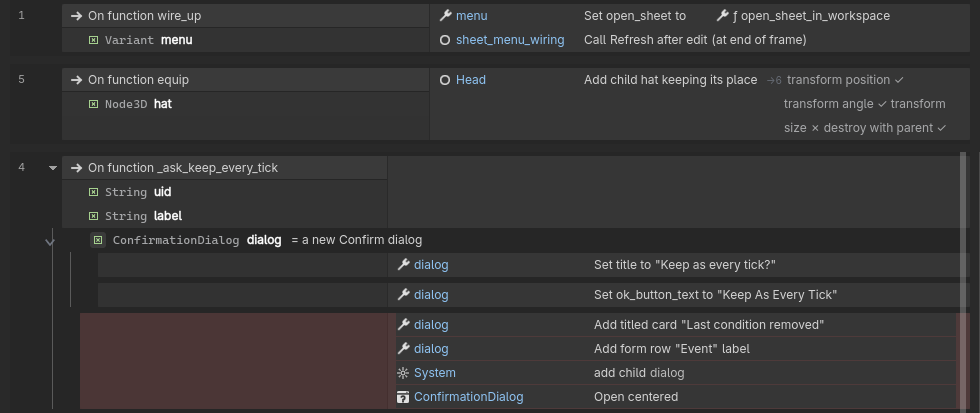 1 On function wire_up menu Set open_sheet to ƒ open_sheet_in_workspace
Variant menu sheet_menu_wiring Call Refresh after edit (at end of frame)
5 On function equip Head Add child hat keeping its place →6 transform position ✓
Node3D hat transform angle ✓ transform
size × destroy with parent ✓
4 On function _ask_keep_every_tick
String uid
String label
ConfirmationDialog dialog = a new Confirm dialog
dialog Set title to "Keep as every tick?"
dialog Set ok_button_text to "Keep As Every Tick"
dialog Add titled card "Last condition removed"
dialog Add form row "Event" label
System add child dialog
ConfirmationDialog Open centered